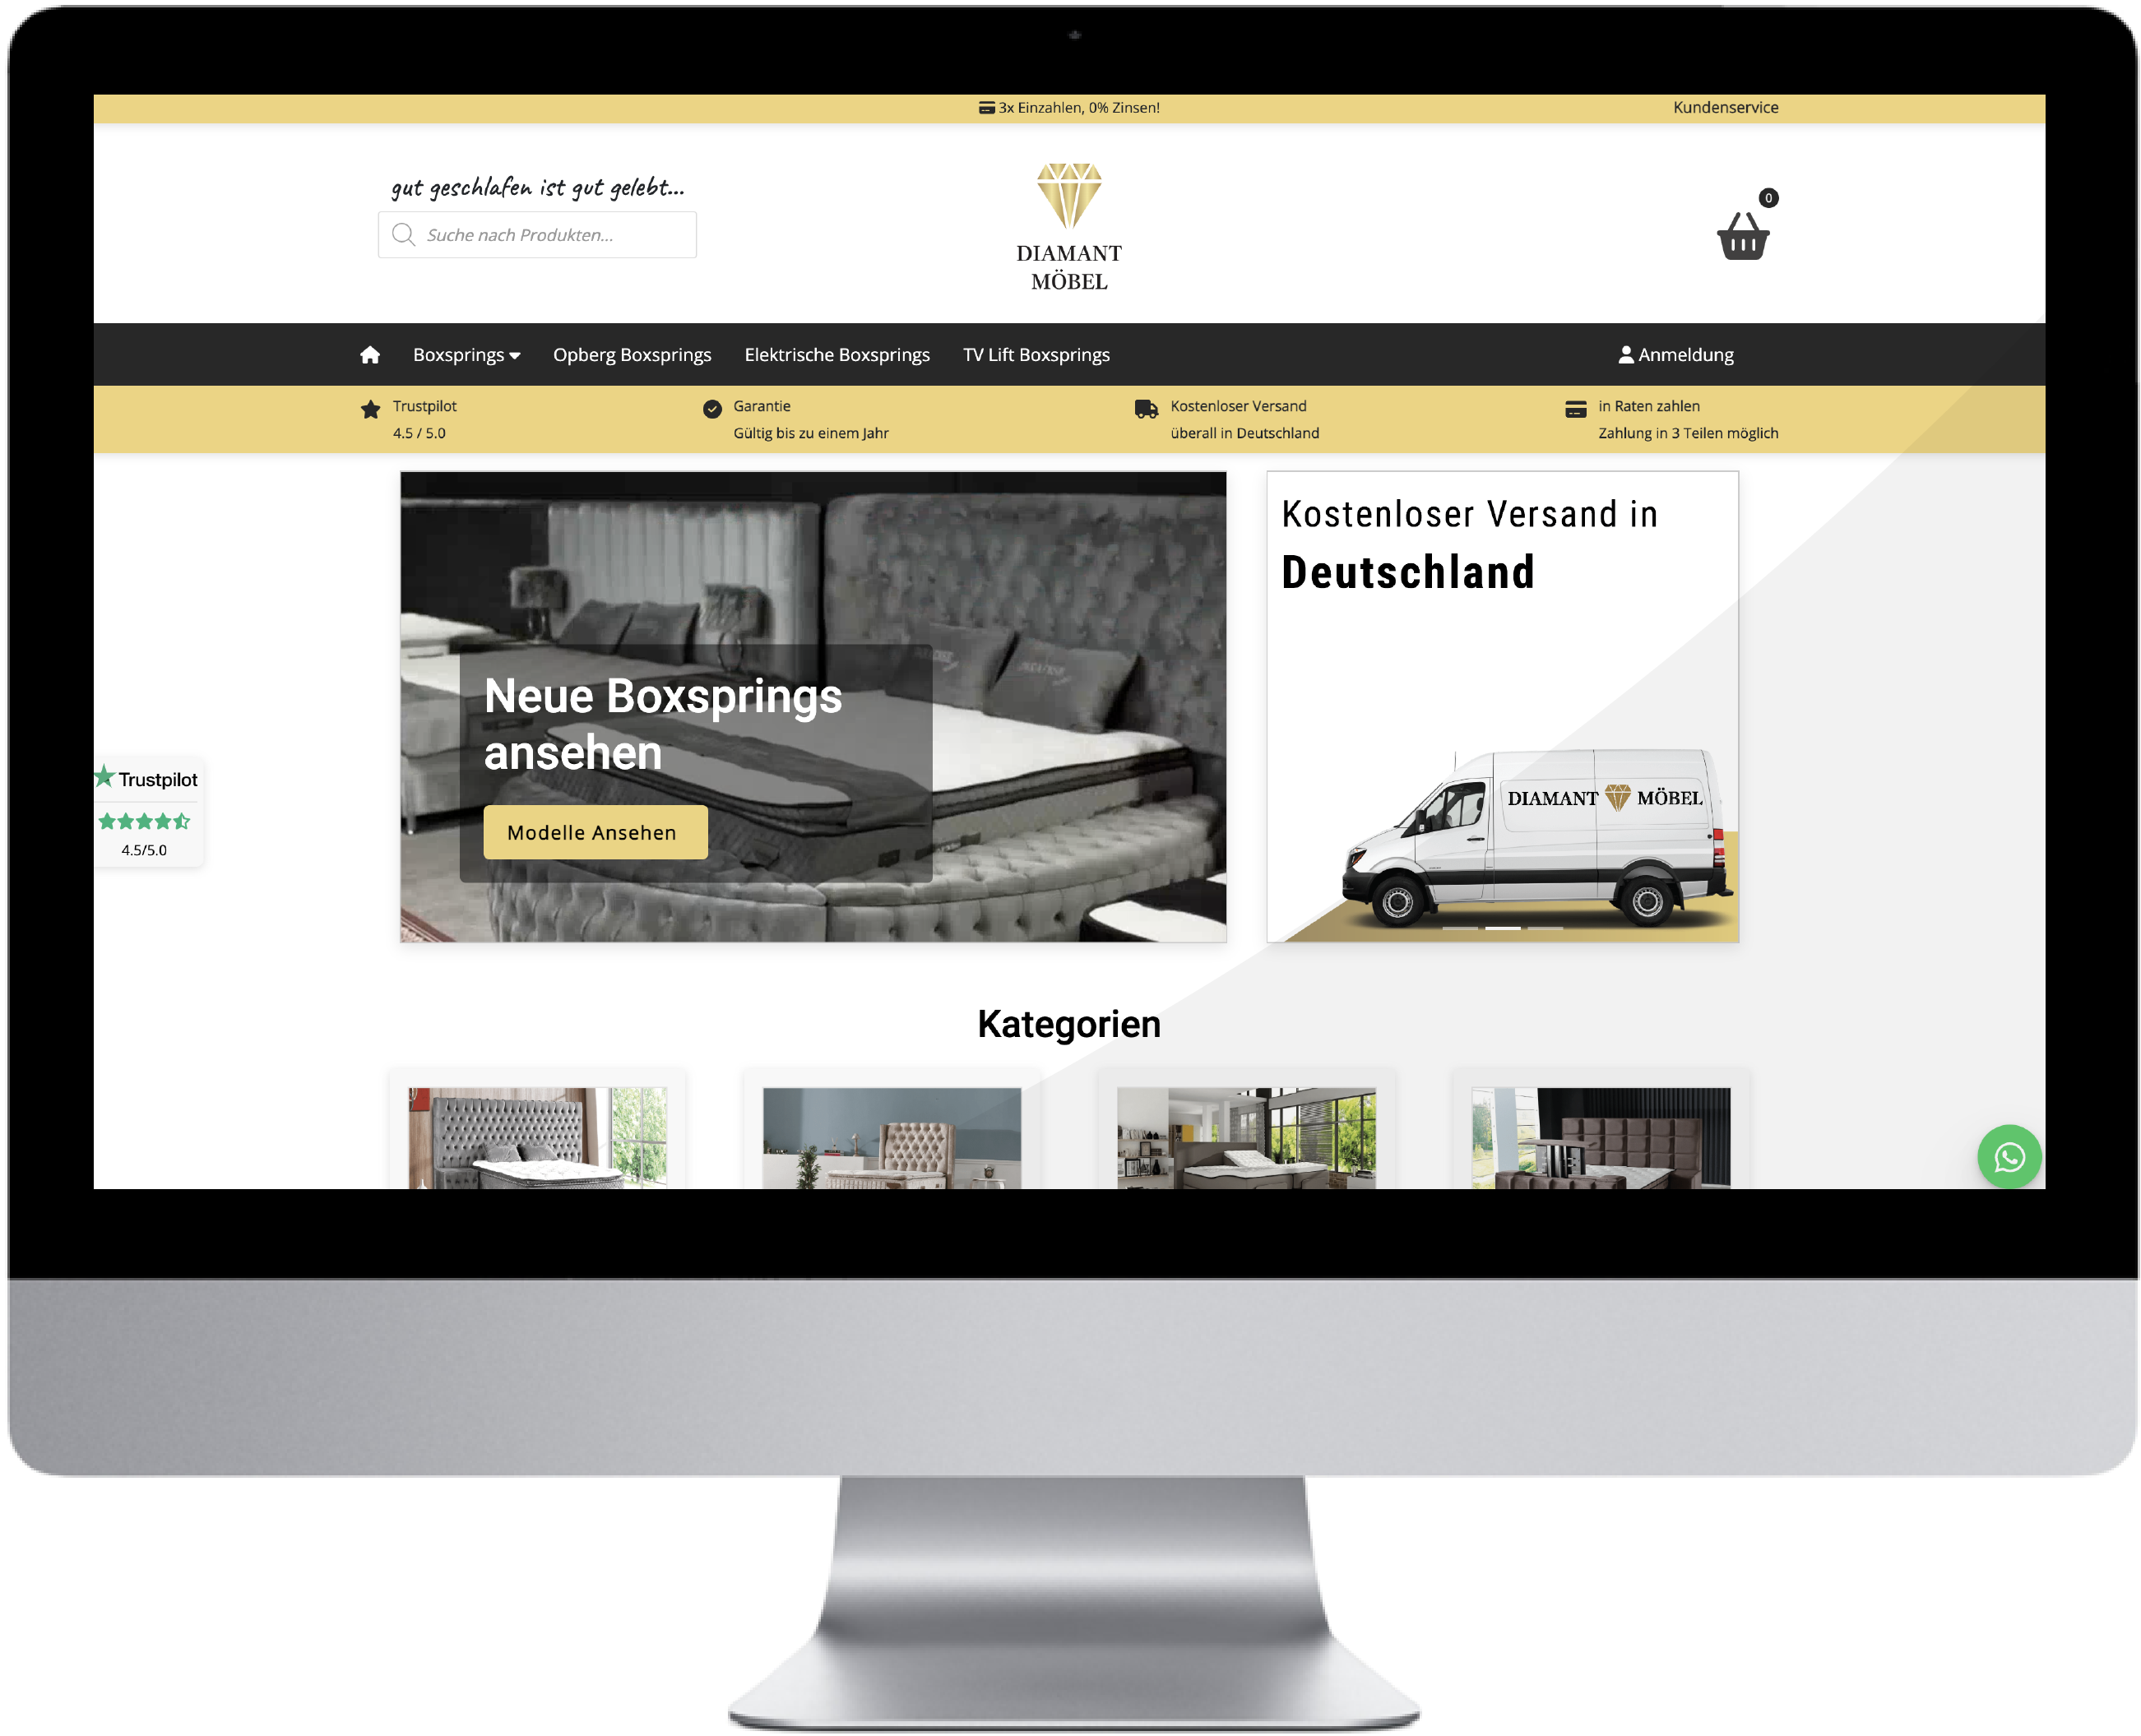 3x Einzahlen, 0% Zinsen!
Kundenservice
gut geschlafen ist gut gelebt...
Suche nach Produkten...
DIAMANT
MÖBEL
0
Boxsprings
Opberg Boxsprings
Elektrische Boxsprings
TV Lift Boxsprings
Anmeldung
Trustpilot
4.5 / 5.0
Garantie
Gültig bis zu einem Jahr
Kostenloser Versand
überall in Deutschland
in Raten zahlen
Zahlung in 3 Teilen möglich
Neue Boxsprings
ansehen
Modelle Ansehen
Kostenloser Versand in
Deutschland
DIAMANT MÖBEL
Trustpilot
4.5/5.0
Kategorien